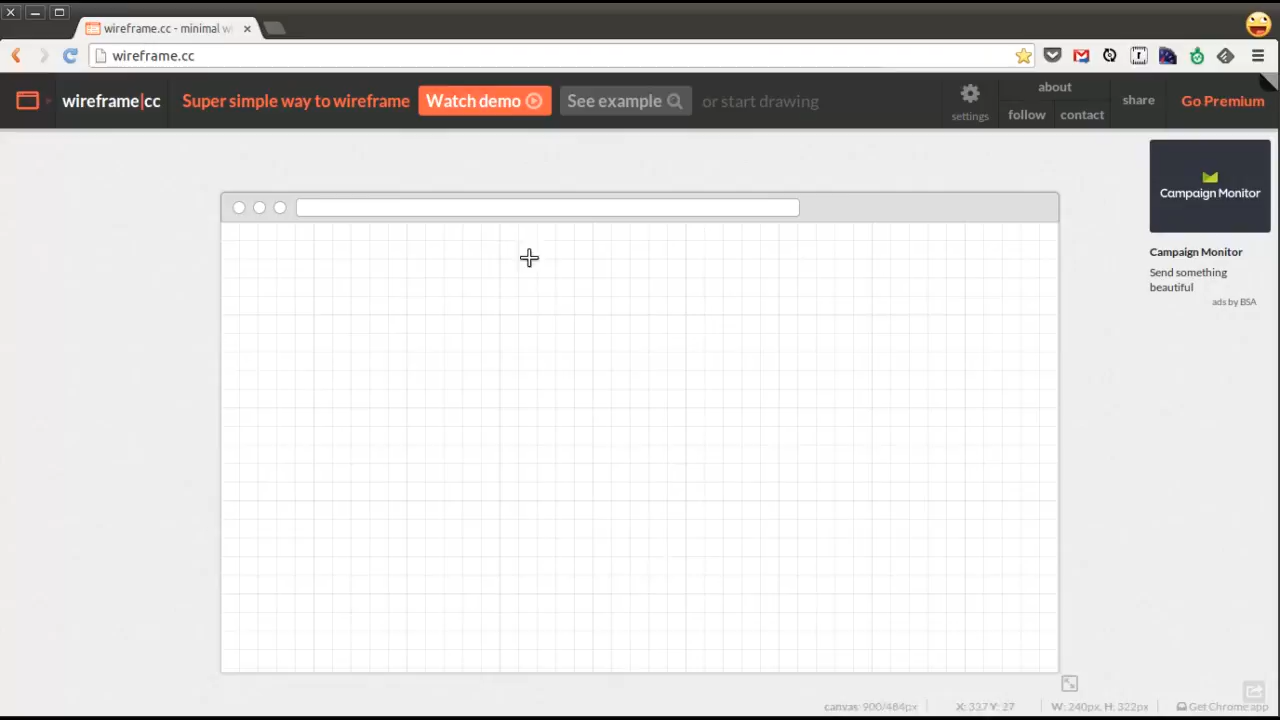 wireframe.cc - minimal w
wireframe.cc
wireframe|cc
Super simple way to wireframe
Watch demo
See example
or start drawing
settings
about
follow
contact
share
Go Premium
Campaign Monitor
Campaign Monitor
Send something
beautiful
ads by BSA
canvas: 900/484px
X: 337 Y: 27
W: 240px, H: 322px
Get Chrome app